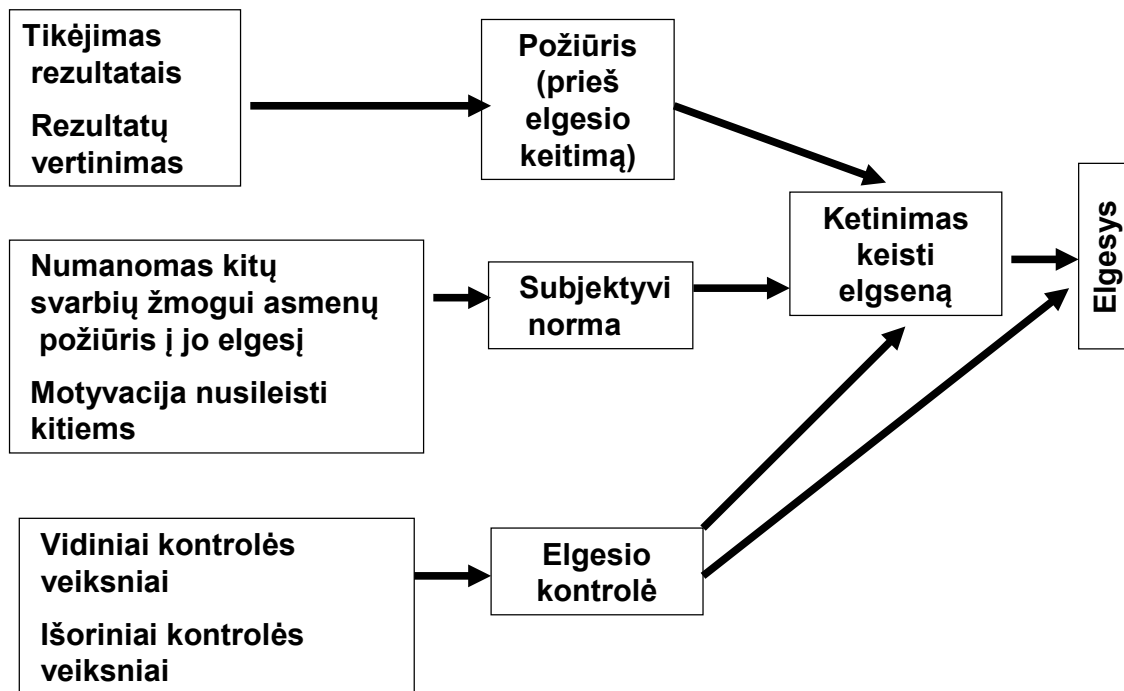 Tikėjimas
rezultatais
Rezultatų
vertinimas
Požiūris
(prieš
elgesio
keitimą)
Numanomas kitų
svarbių žmogui asmenų
požiūris į jo elgesį
Motyvacija nusileisti
kitiems
Subjektyvi
norma
Ketinimas
keisti
elgseną
Elgesys
Vidiniai kontrolės
veiksniai
Išoriniai kontrolės
veiksniai
Elgesio
kontrolė